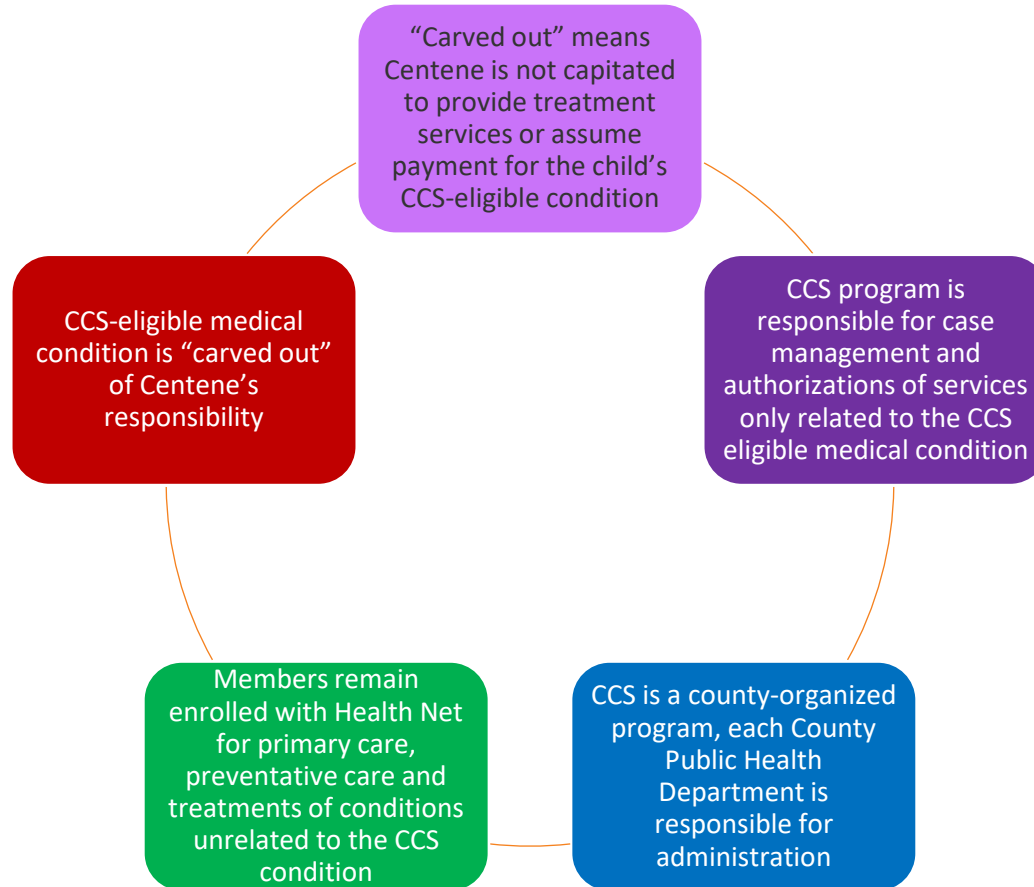 “Carved out” means
Centene is not capitated
to provide treatment
services or assume
payment for the child’s
CCS-eligible condition
CCS program is
responsible for case
management and
authorizations of services
only related to the CCS
eligible medical condition
CCS is a county-organized
program, each County
Public Health
Department is
responsible for
administration
Members remain
enrolled with Health Net
for primary care,
preventative care and
treatments of conditions
unrelated to the CCS
condition
CCS-eligible medical
condition is “carved out”
of Centene’s
responsibility